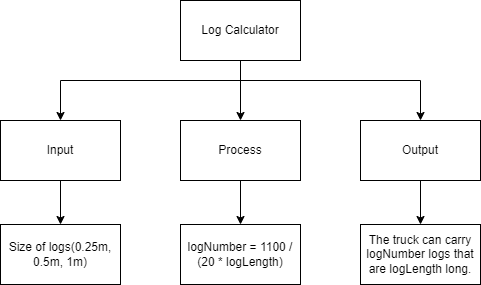 Log Calculator
Input
Process
Output
Size of logs(0.25m,
0.5m, 1m)
logNumber = 1100 /
(20 * logLength)
The truck can carry
logNumber logs that
are logLength long.